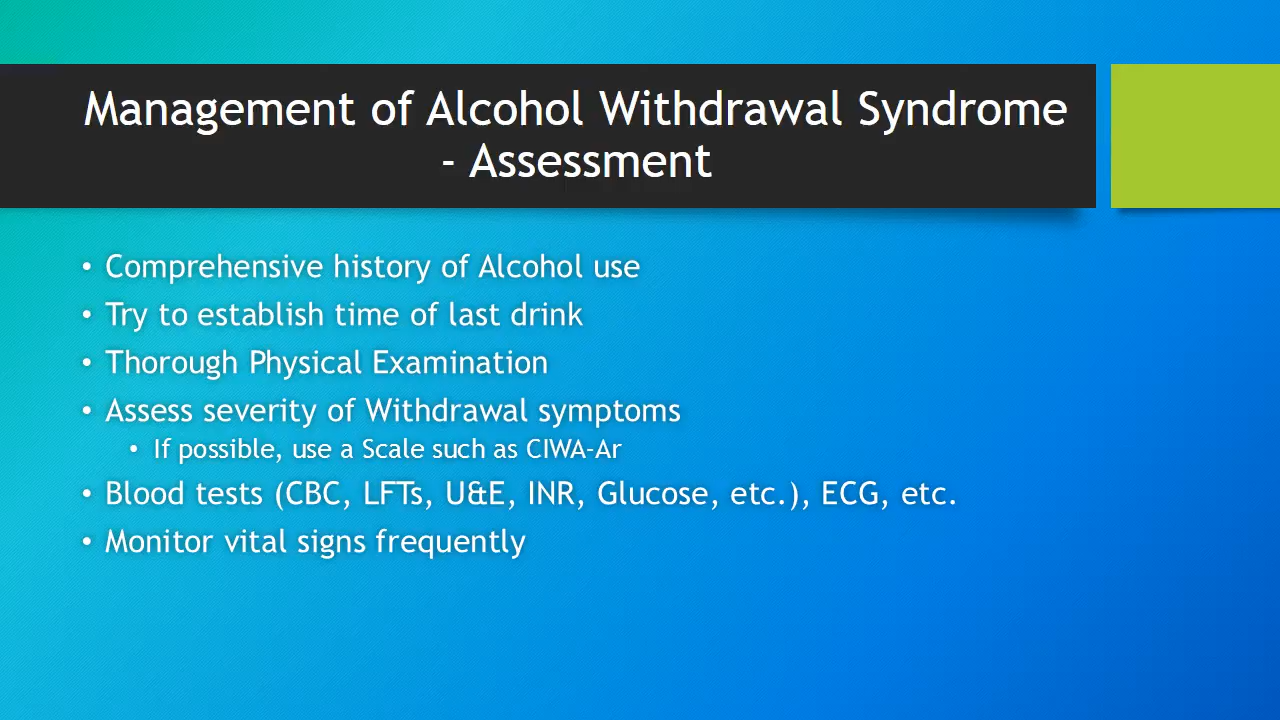 Management of Alcohol Withdrawal Syndrome
- Assessment
• Comprehensive history of Alcohol use
• Try to establish time of last drink
• Thorough Physical Examination
• Assess severity of Withdrawal symptoms
• If possible, use a Scale such as CIWA-Ar
• Blood tests (CBC, LFTs, U&E, INR, Glucose, etc.), ECG, etc.
• Monitor vital signs frequently